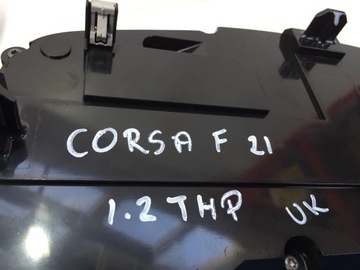 CORSA F 21
1.2 THP UK